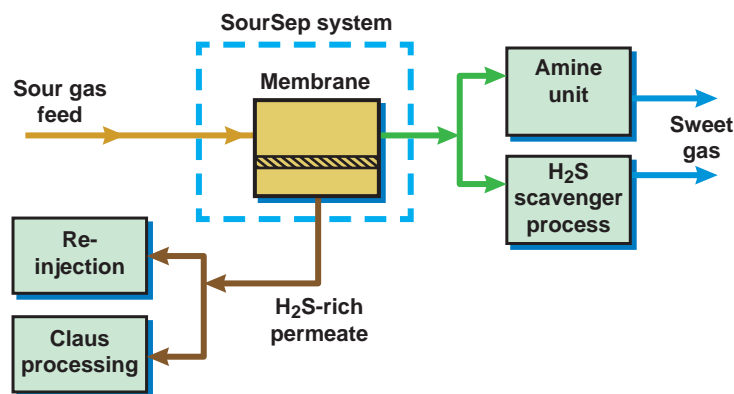 SourSep system
Sour gas
feed
Membrane
Amine
unit
Sweet
gas
H₂S
scavenger
process
Re-
injection
H₂S-rich
permeate
Claus
processing